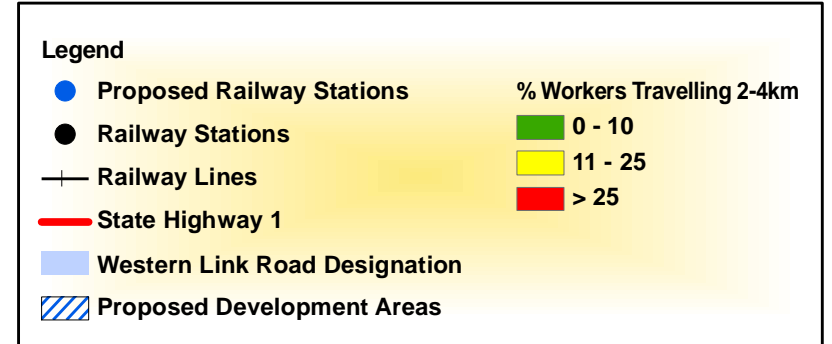 Legend
Proposed Railway Stations
Railway Stations
Railway Lines
State Highway 1
Western Link Road Designation
Proposed Development Areas
% Workers Travelling 2-4km
0 - 10
11 - 25
> 25